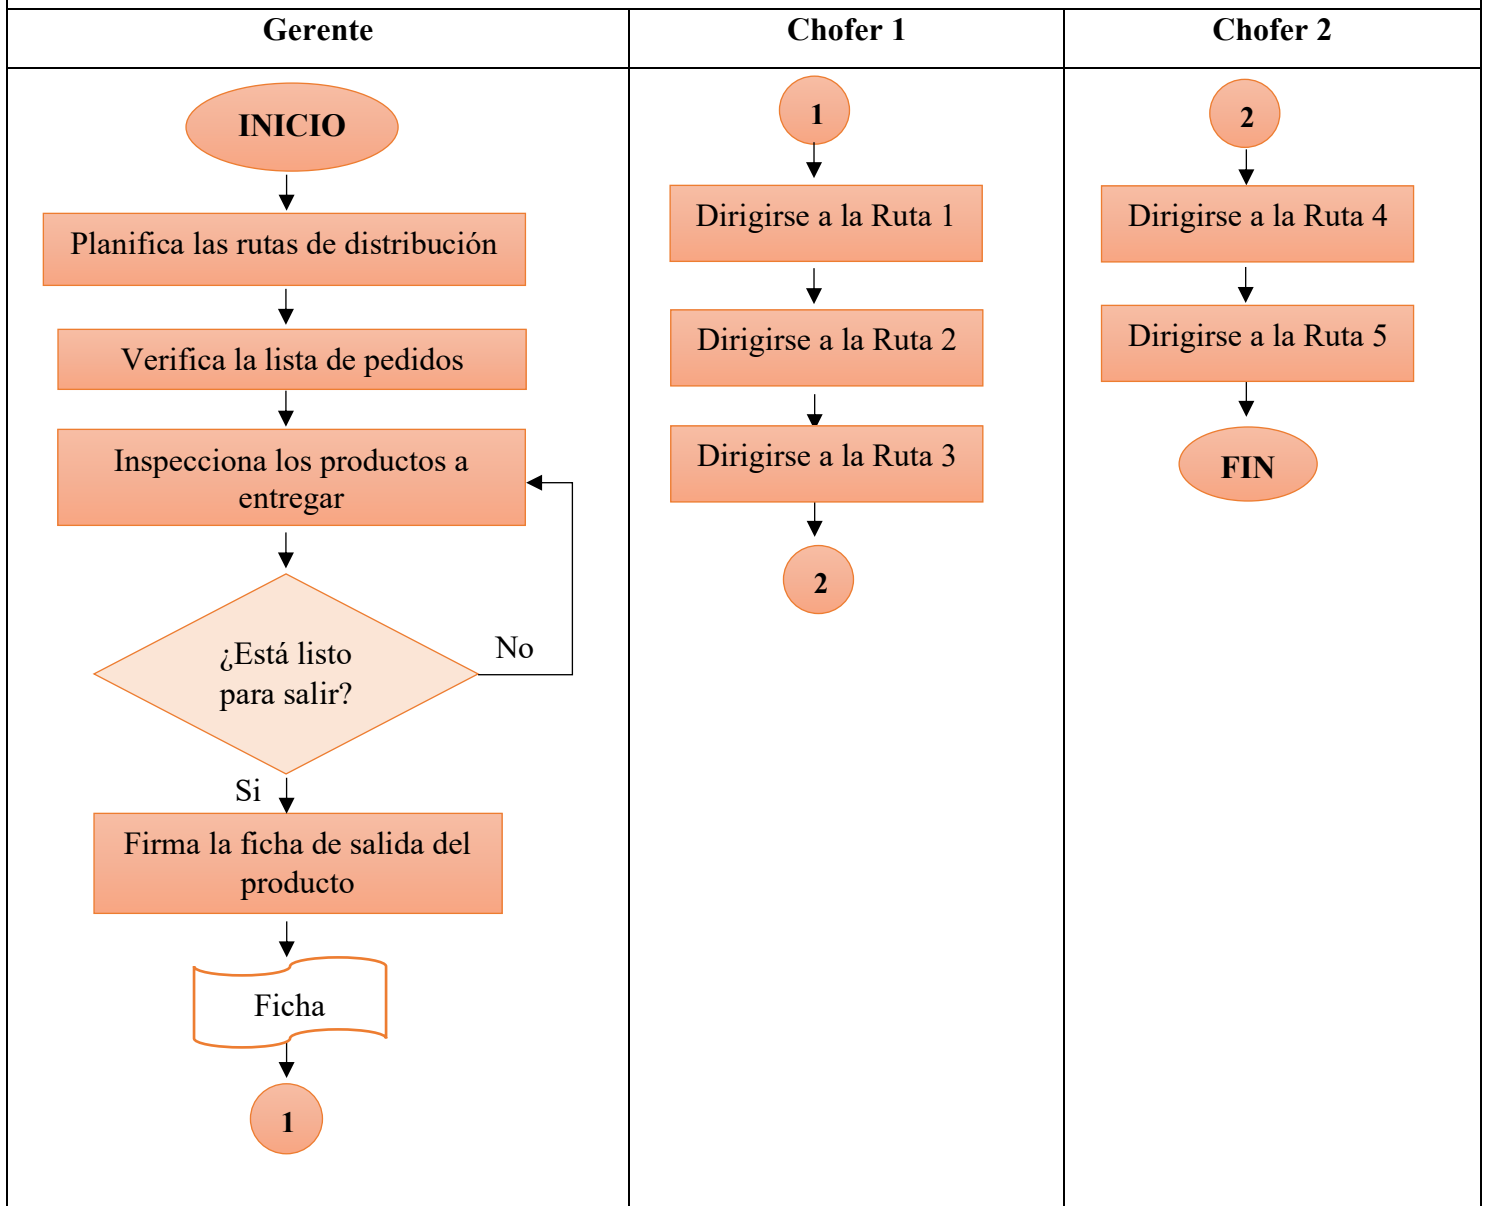 Gerente
Chofer 1
Chofer 2
INICIO
Planifica las rutas de distribución
Verifica la lista de pedidos
Inspecciona los productos a
entregar
¿Está listo
para salir?
No
Si
Firma la ficha de salida del
producto
Ficha
1
1
Dirigirse a la Ruta 1
Dirigirse a la Ruta 2
Dirigirse a la Ruta 3
2
2
Dirigirse a la Ruta 4
Dirigirse a la Ruta 5
FIN